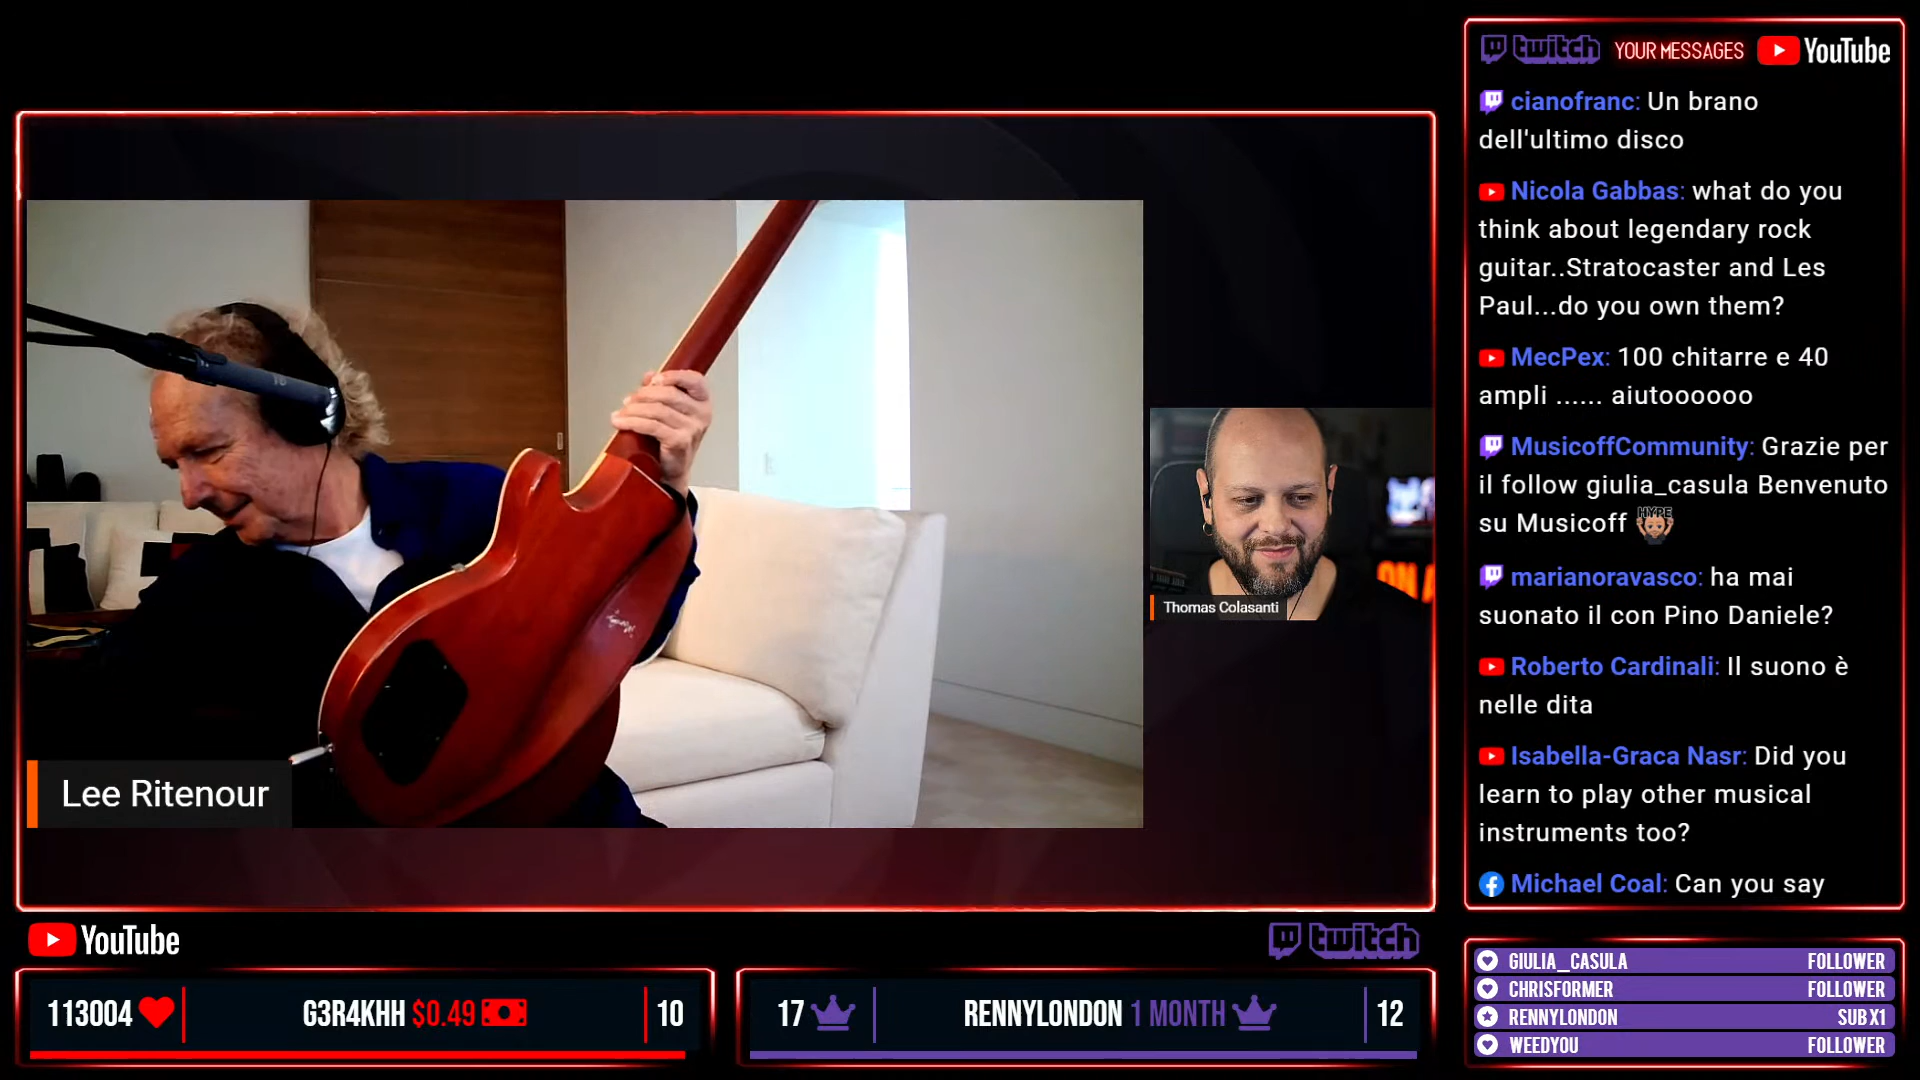 twitch YOUR MESSAGES YouTube
cianofranc: Un brano
dell'ultimo disco
Nicola Gabbas: what do you
think about legendary rock
guitar..Stratocaster and Les
Paul...do you own them?
MecPex: 100 chitarre e 40
ampli ...... aiutoooooo
MusicoffCommunity: Grazie per
il follow giulia_casula Benvenuto
su Musicoff HYPE
marianoravasco: ha mai
suonato il con Pino Daniele?
Roberto Cardinali: Il suono è
nelle dita
Isabella-Graca Nasr: Did you
learn to play other musical
instruments too?
Michael Coal: Can you say
Thomas Colasanti
Lee Ritenour
YouTube
twitch
113004 G3R4KHH $0.49 10
17 RENNYLONDON 1 MONTH 12
GIULIA_CASULA FOLLOWER
CHRISFORMER FOLLOWER
RENNYLONDON SUB X1
WEEDYOU FOLLOWER